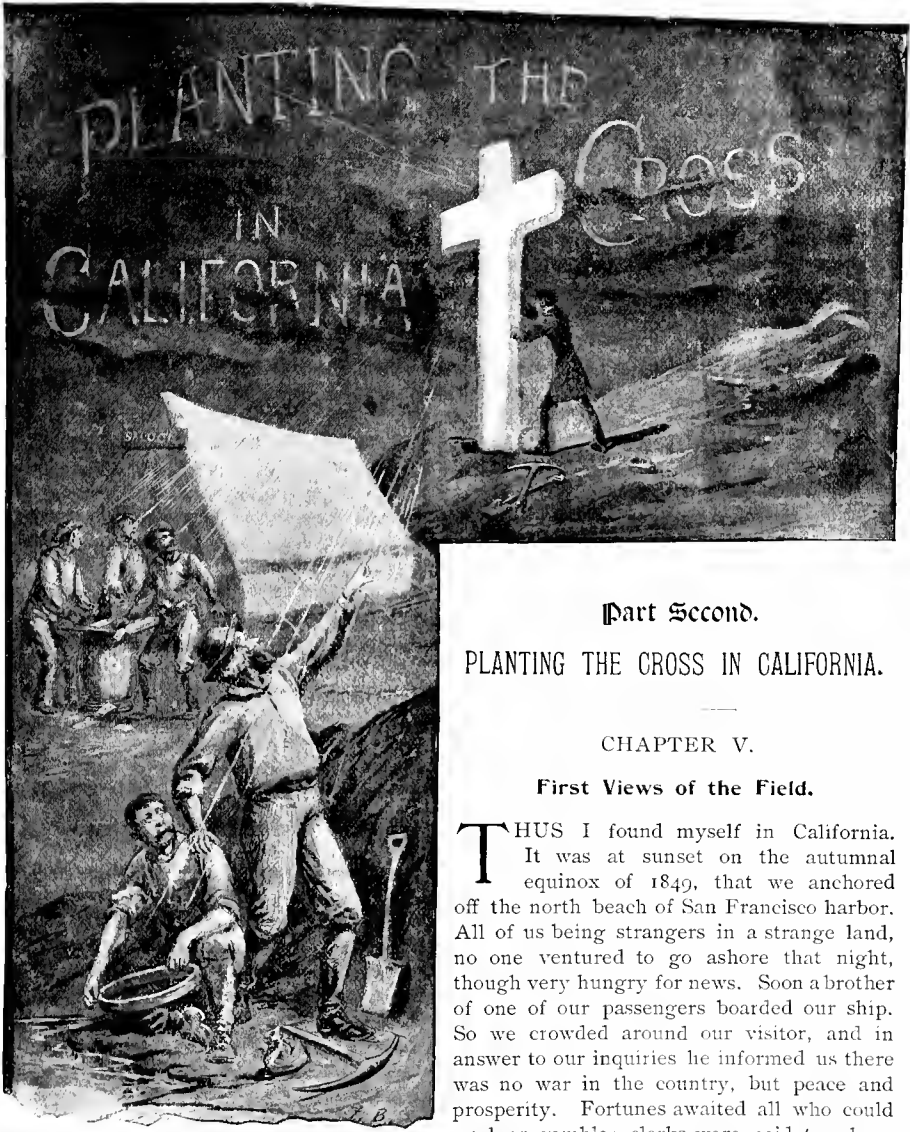 PLANTING THE
CROSS
IN
CALIFORNIA
Part Second.
PLANTING THE CROSS IN CALIFORNIA.
CHAPTER V.
First Views of the Field.
THUS I found myself in California.
It was at sunset on the autumnal
equinox of 1849, that we anchored
off the north beach of San Francisco harbor.
All of us being strangers in a strange land,
no one ventured to go ashore that night,
though very hungry for news. Soon a brother
of one of our passengers boarded our ship.
So we crowded around our visitor, and in
answer to our inquiries he informed us there
was no war in the country, but peace and
prosperity. Fortunes awaited all who could